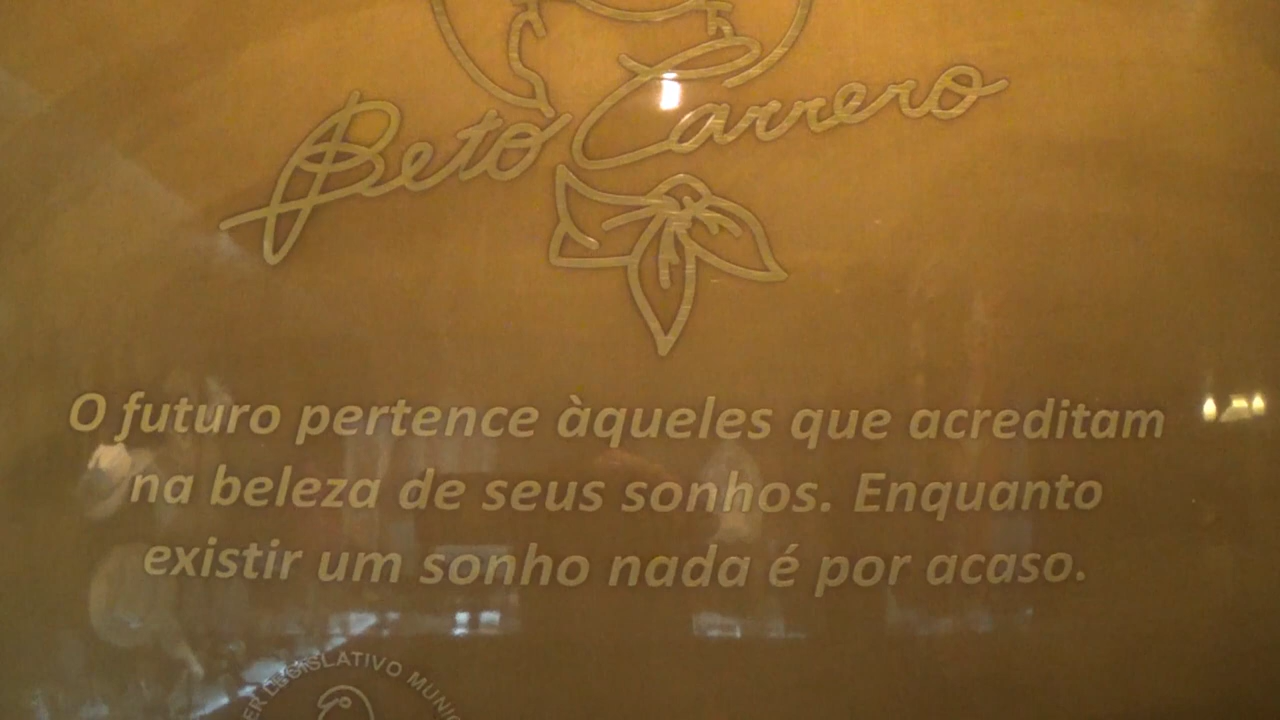 Beto Carrero
O futuro pertence àqueles que acreditam
na beleza de seus sonhos. Enquanto
existir um sonho nada é por acaso.
LEGISLATIVO